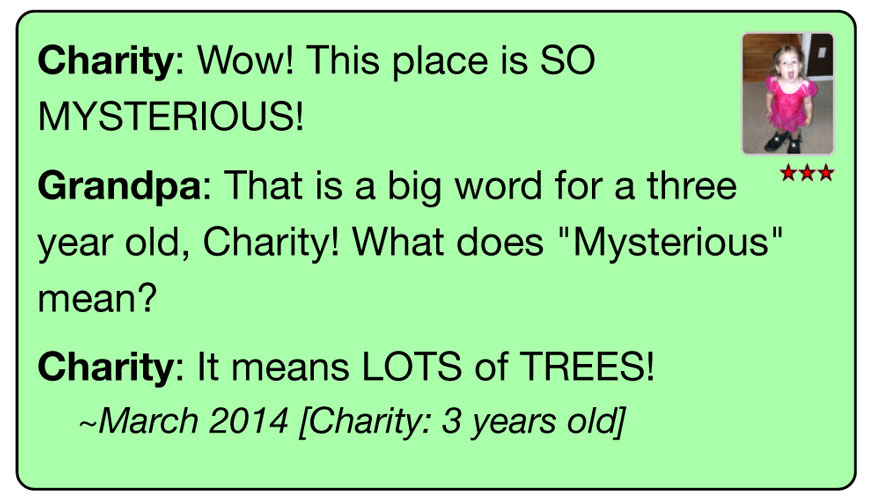 Charity: Wow! This place is SO
MYSTERIOUS!
Grandpa: That is a big word for a three
year old, Charity! What does "Mysterious"
mean?
Charity: It means LOTS of TREES!
~March 2014 [Charity: 3 years old]